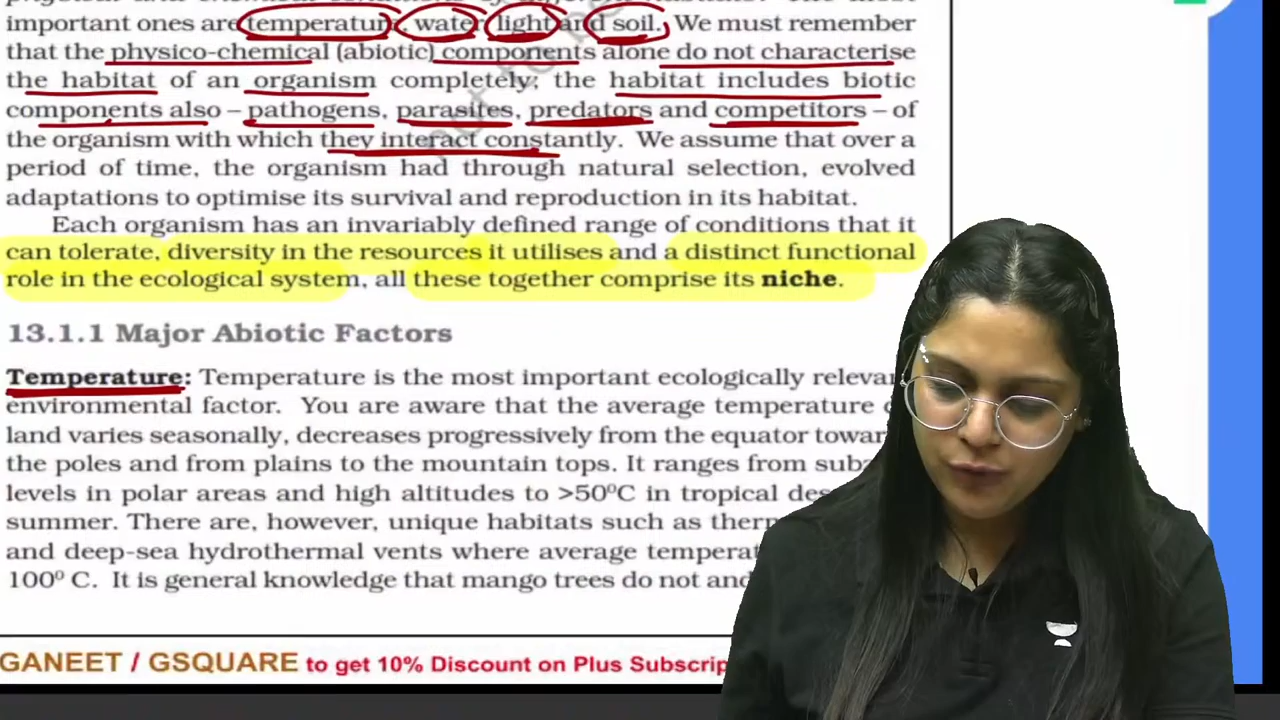 important ones are temperature, water, light and soil. We must remember
that the physico-chemical (abiotic) components alone do not characterise
the habitat of an organism completely; the habitat includes biotic
components also – pathogens, parasites, predators and competitors – of
the organism with which they interact constantly. We assume that over a
period of time, the organism had through natural selection, evolved
adaptations to optimise its survival and reproduction in its habitat.
Each organism has an invariably defined range of conditions that it
can tolerate, diversity in the resources it utilises and a distinct functional
role in the ecological system, all these together comprise its niche.
13.1.1 Major Abiotic Factors
Temperature: Temperature is the most important ecologically
environmental factor. You are aware that the average temperature
land varies seasonally, decreases progressively from the equator
the poles and from plains to the mountain tops. It ranges from
levels in polar areas and high altitudes to >50⁰C in tropical
summer. There are, however, unique habitats such as
and deep-sea hydrothermal vents where average
100⁰ C. It is general knowledge that mango trees do not and
GANEET / GSQUARE to get 10% Discount on Plus